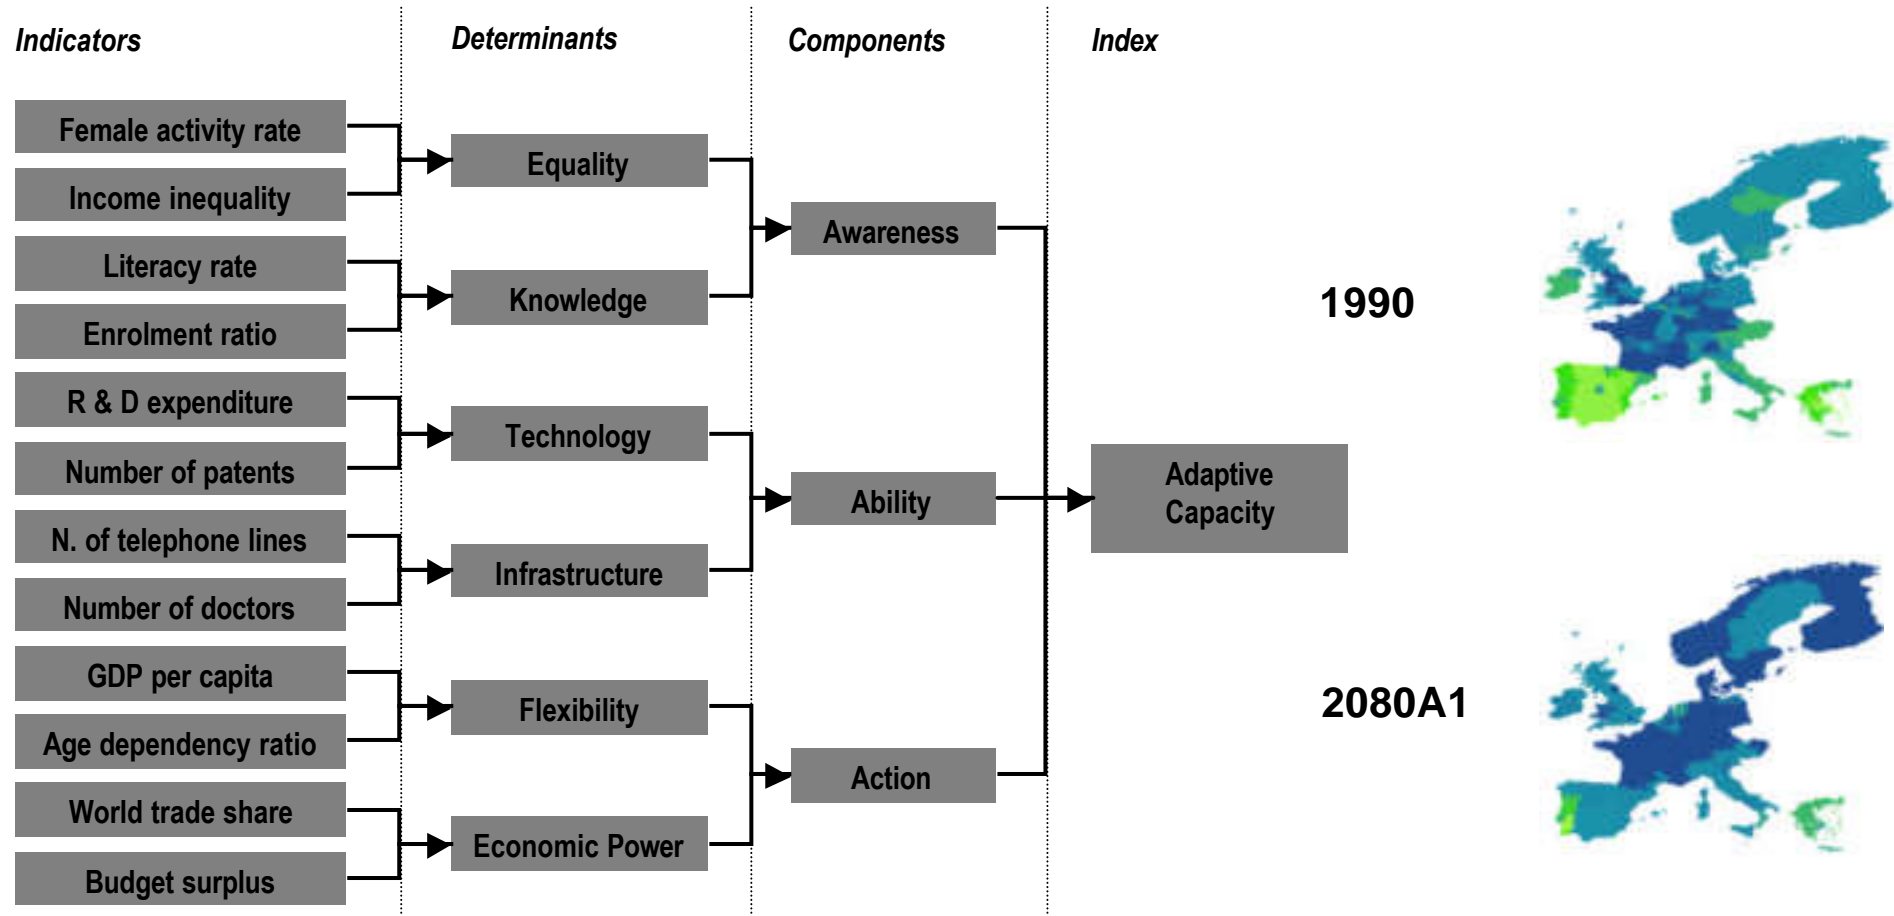 Indicators
Determinants
Components
Index
Female activity rate
Income inequality
Literacy rate
Enrolment ratio
R & D expenditure
Number of patents
N. of telephone lines
Number of doctors
GDP per capita
Age dependency ratio
World trade share
Budget surplus
Equality
Knowledge
Technology
Infrastructure
Flexibility
Economic Power
Awareness
Ability
Action
Adaptive
Capacity
1990
2080A1